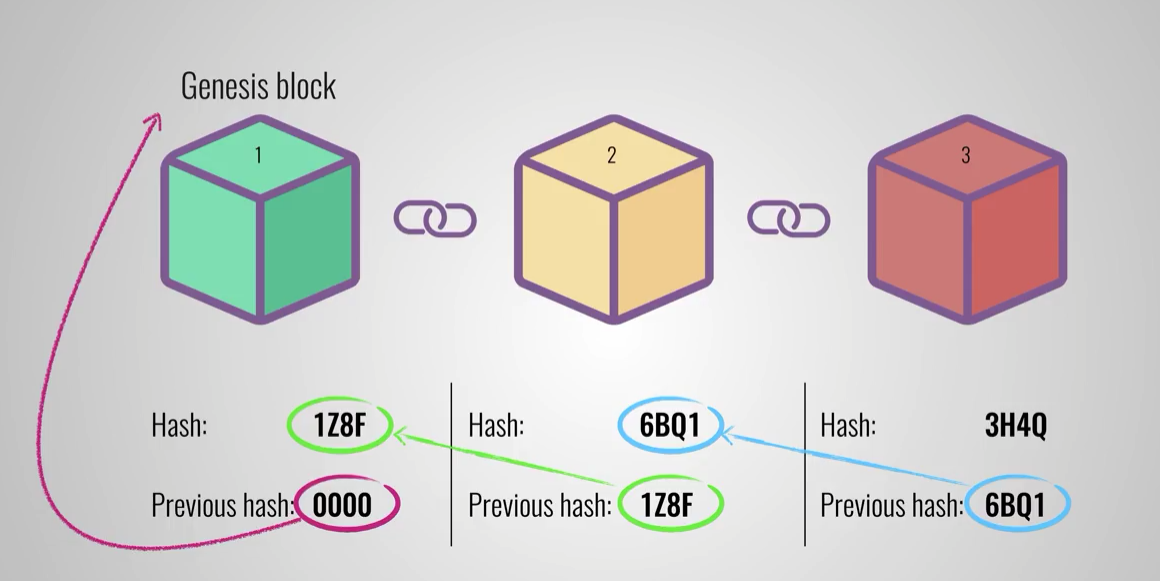 Genesis block
1
2
3
Hash: 1Z8F
Hash: 6BQ1
Hash: 3H4Q
Previous hash: 0000
Previous hash: 1Z8F
Previous hash: 6BQ1